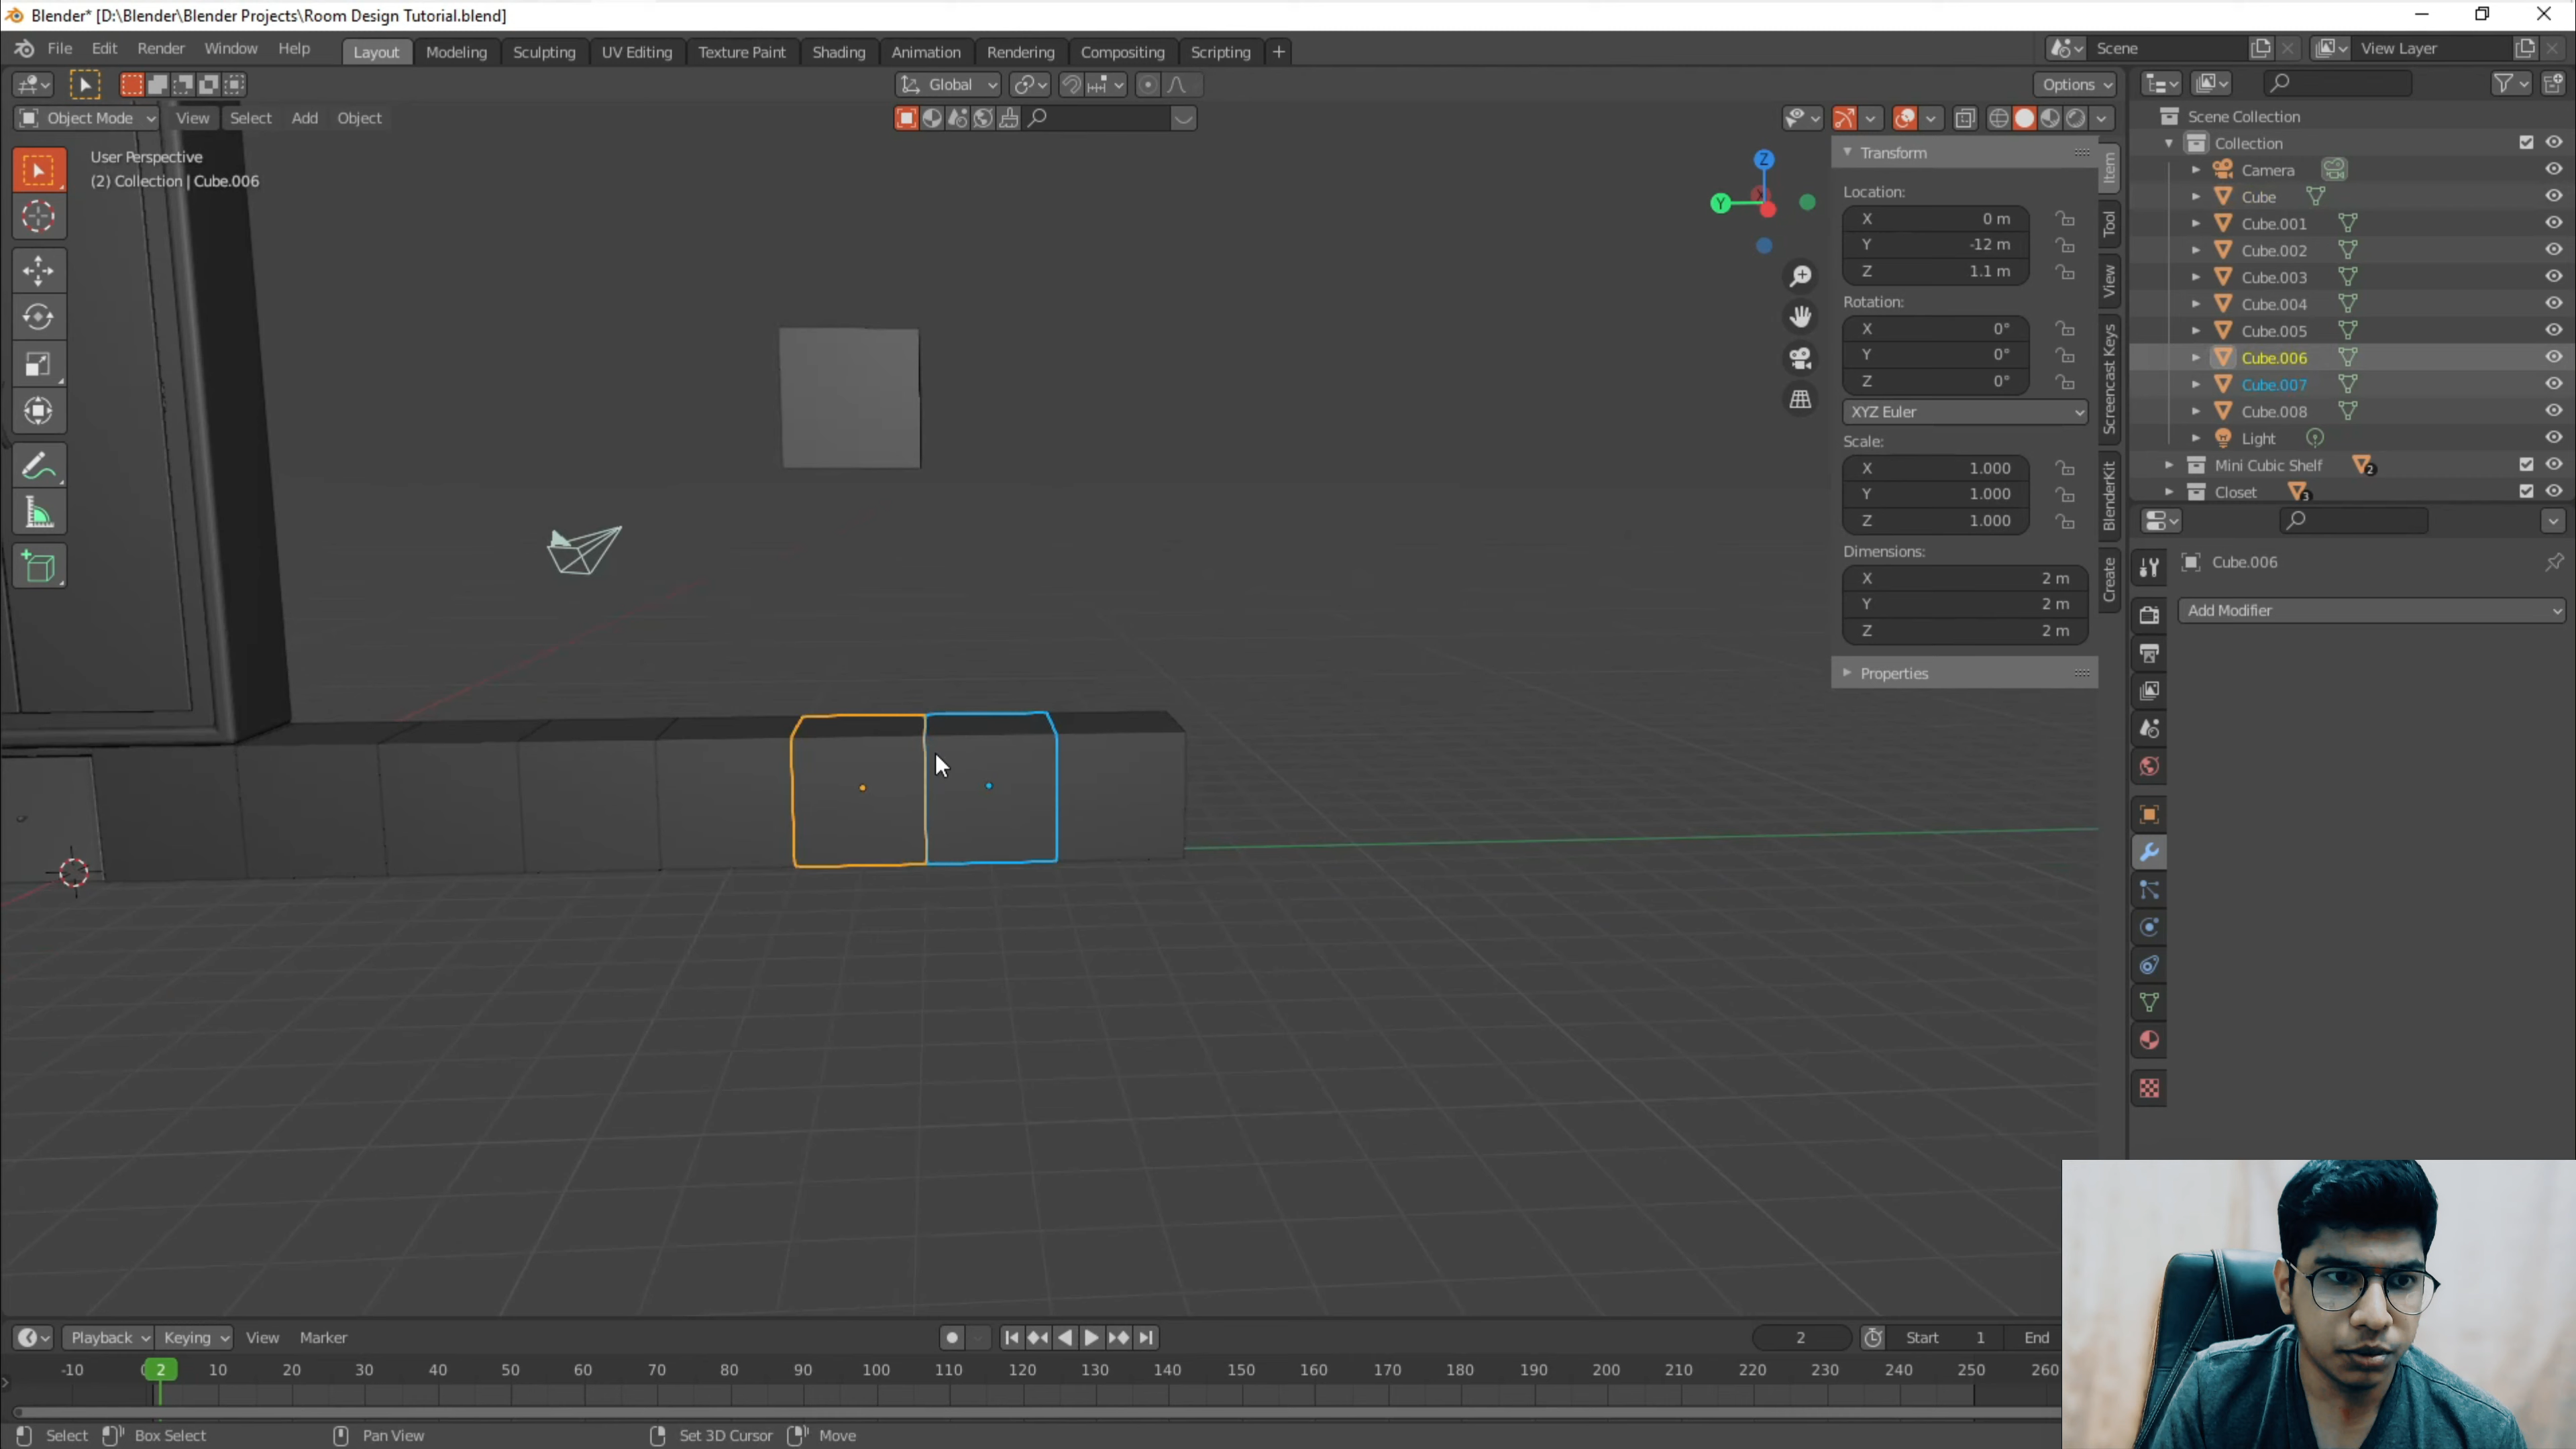 Blender* [D:\Blender\Blender Projects\Room Design Tutorial.blend]
File Edit Render Window Help Layout Modeling Sculpting UV Editing Texture Paint Shading Animation Rendering Compositing Scripting + Scene View Layer
Global Options
Object Mode View Select Add Object
User Perspective
(2) Collection | Cube.006
Z
Y
X
Transform
Location:
X 0 m
Y -12 m
Z 1.1 m
Rotation:
X 0°
Y 0°
Z 0°
XYZ Euler
Scale:
X 1.000
Y 1.000
Z 1.000
Dimensions:
X 2 m
Y 2 m
Z 2 m
Properties
Item
Tool
View
Screencast Keys
BlenderKit
Create
Scene Collection
Collection
Camera
Cube
Cube.001
Cube.002
Cube.003
Cube.004
Cube.005
Cube.006
Cube.007
Cube.008
Light
Mini Cubic Shelf 2
Closet 3
Cube.006
Add Modifier
Playback Keying View Marker 2 Start 1 End
-10 0 2 10 20 30 40 50 60 70 80 90 100 110 120 130 140 150 160 170 180 190 200 210 220 230 240 250 260
Select Box Select Pan View Set 3D Cursor Move